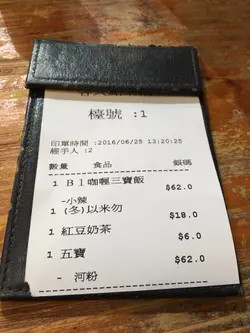 檯號 :1
印單時間 :2016/06/25 13:20:25
經手人 :2
數量 食品 銀碼
1 B1咖喱三寶飯 $62.0
-小辣
1 (冬)以米勿 $18.0
1 紅豆奶茶 $6.0
1 五寶 $62.0
- 河粉